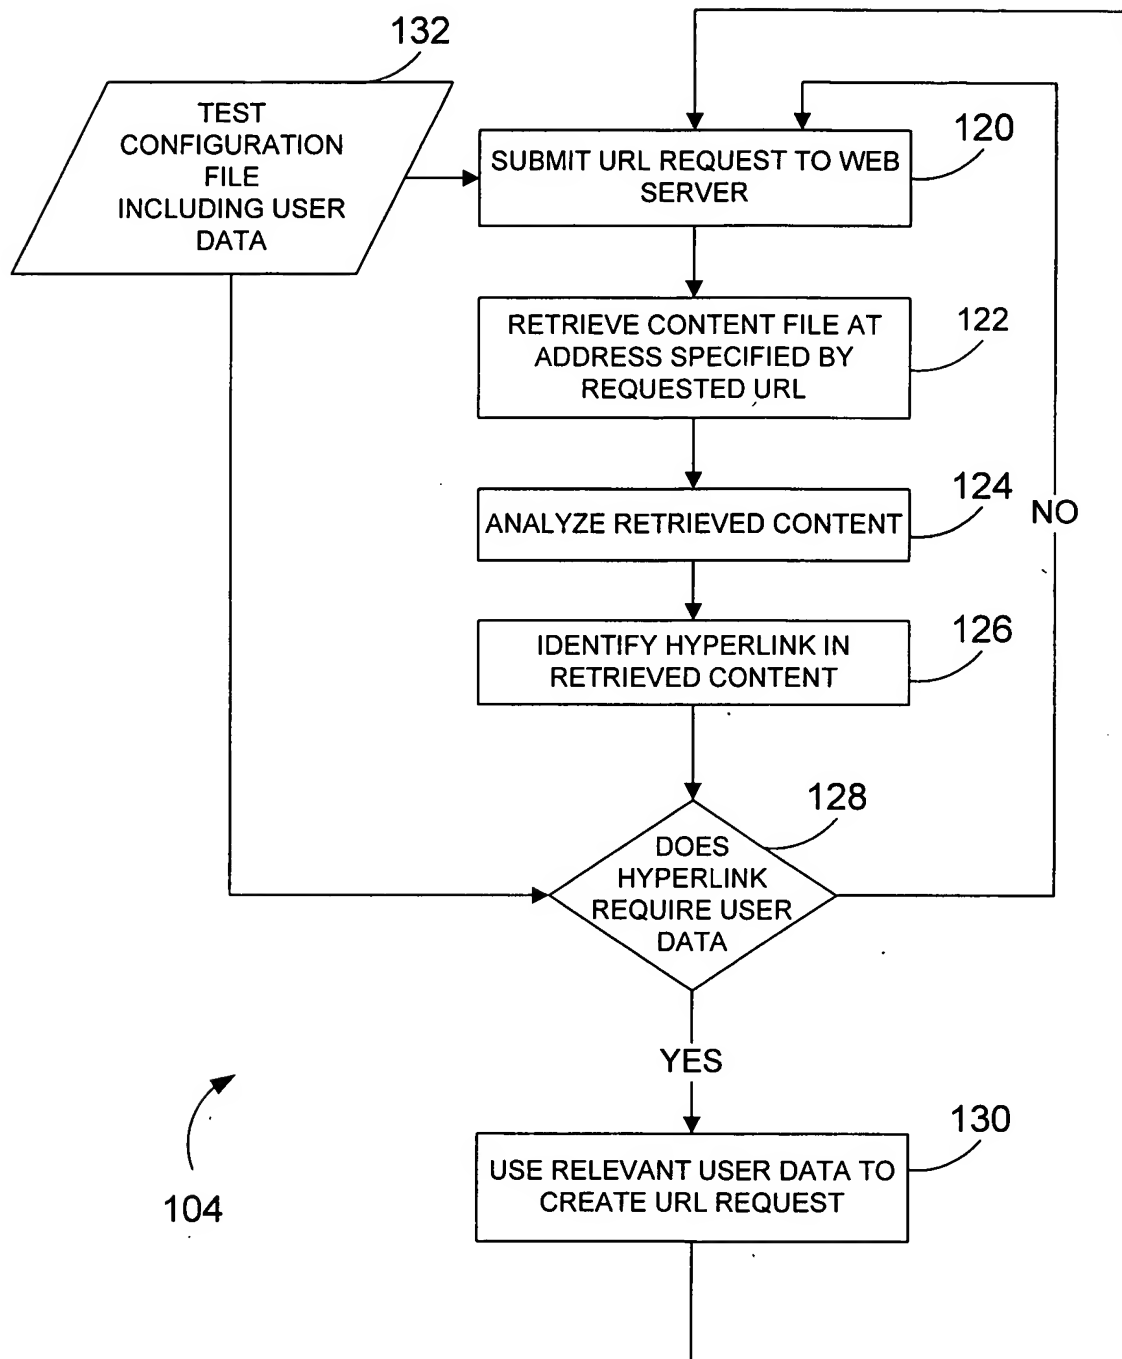 132
TEST
CONFIGURATION
FILE
INCLUDING USER
DATA
120
SUBMIT URL REQUEST TO WEB
SERVER
122
RETRIEVE CONTENT FILE AT
ADDRESS SPECIFIED BY
REQUESTED URL
124
ANALYZE RETRIEVED CONTENT
NO
126
IDENTIFY HYPERLINK IN
RETRIEVED CONTENT
128
DOES
HYPERLINK
REQUIRE USER
DATA
YES
130
USE RELEVANT USER DATA TO
CREATE URL REQUEST
104